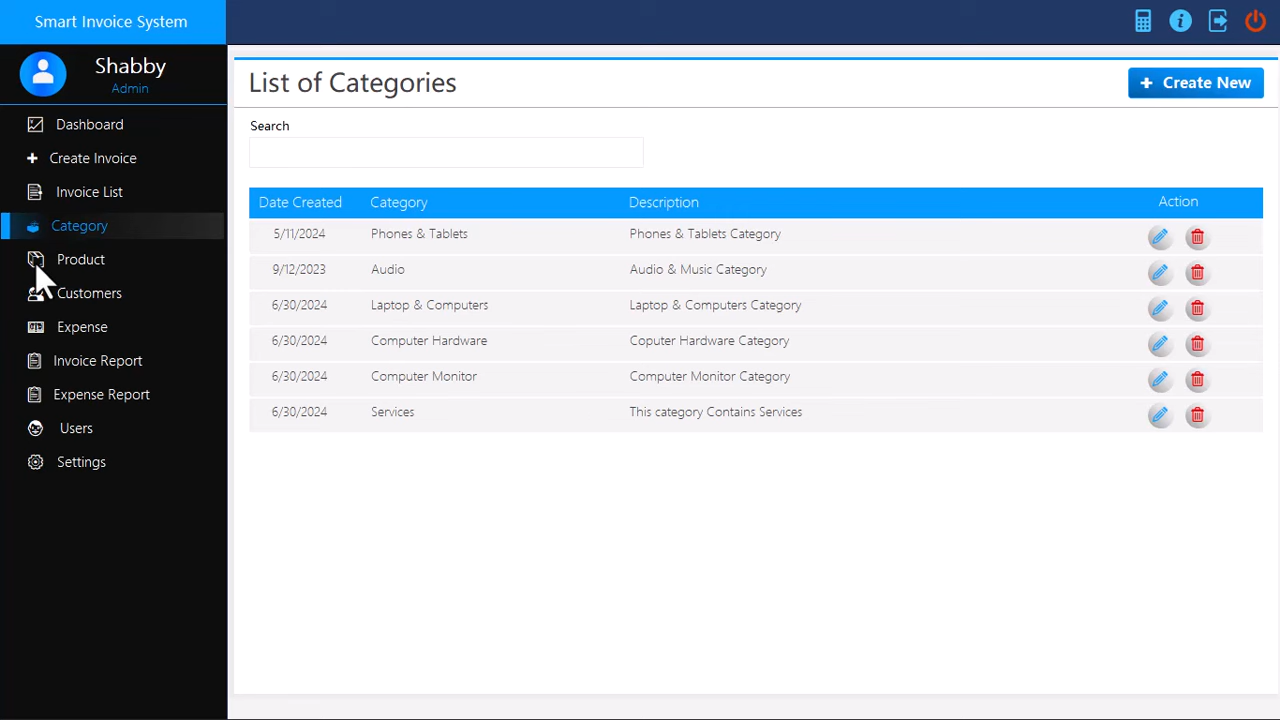 Smart Invoice System
Shabby
Admin
Dashboard
Create Invoice
Invoice List
Category
Product
Customers
Expense
Invoice Report
Expense Report
Users
Settings
List of Categories
+ Create New
Search
Date Created Category Description Action
5/11/2024 Phones & Tablets Phones & Tablets Category
9/12/2023 Audio Audio & Music Category
6/30/2024 Laptop & Computers Laptop & Computers Category
6/30/2024 Computer Hardware Coputer Hardware Category
6/30/2024 Computer Monitor Computer Monitor Category
6/30/2024 Services This category Contains Services